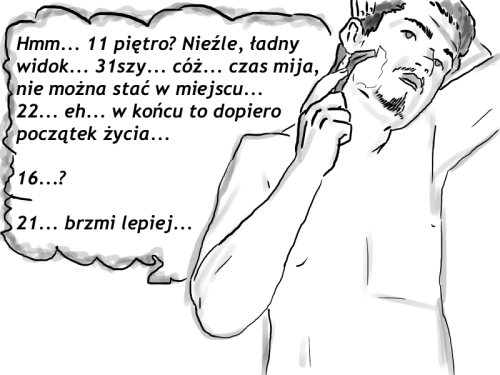 Hmm... 11 piętro? Nieźle, ładny
widok... 31szy... cóż... czas mija,
nie można stać w miejscu...
22... eh... w końcu to dopiero
początek życia...
16...?
21... brzmi lepiej...